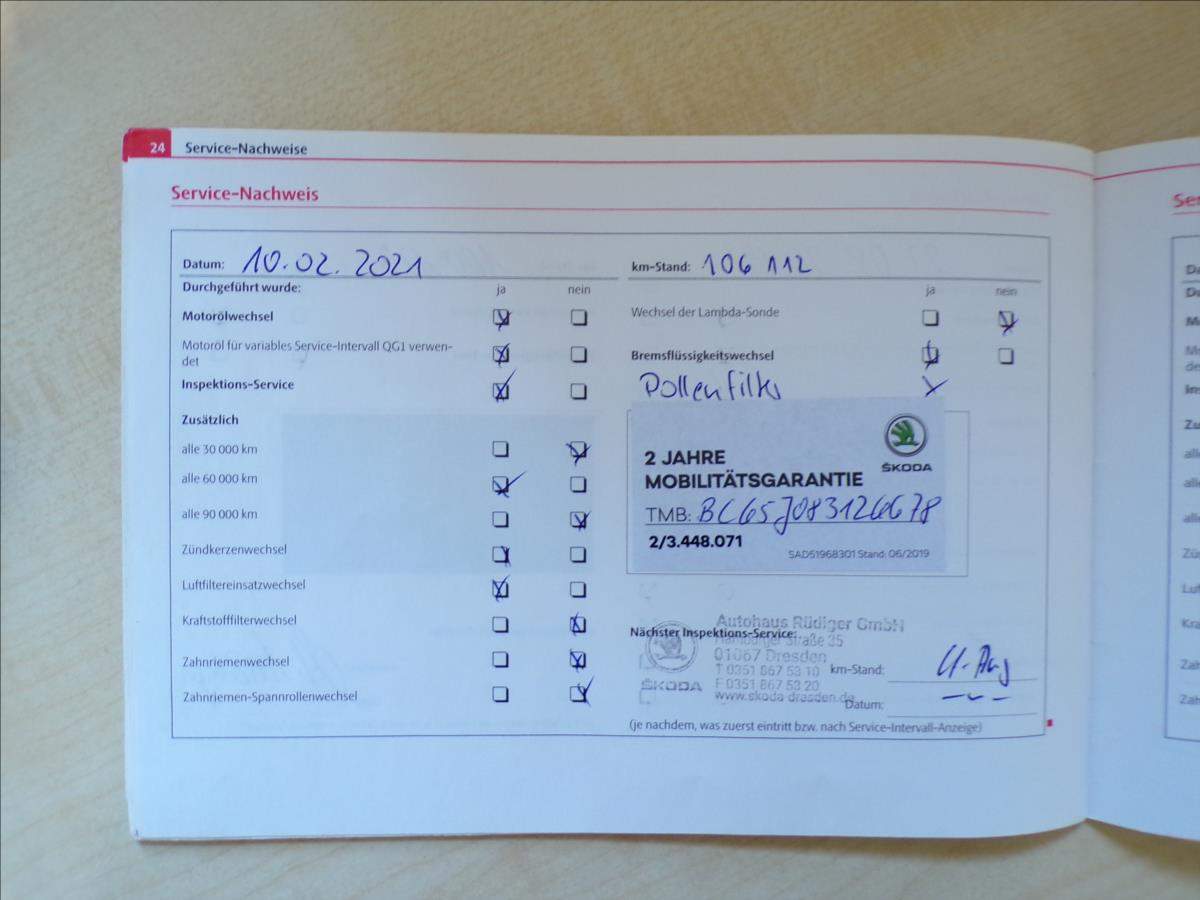 24 Service-Nachweise
Service-Nachweis
Datum: 10.02.2021
km-Stand: 106 112
Durchgeführt wurde: ja nein
ja nein
Motorölwechsel
Motoröl für variables Service-Intervall QG1 verwen-
det
Inspektions-Service
Zusätzlich
alle 30 000 km
alle 60 000 km
alle 90 000 km
Zündkerzenwechsel
Luftfiltereinsatzwechsel
Kraftstofffilterwechsel
Zahnriemenwechsel
Zahnriemen-Spannrollenwechsel
Wechsel der Lambda-Sonde
Bremsflüssigkeitswechsel
Pollenfilter
2 JAHRE
MOBILITÄTSGARANTIE
ŠKODA
TMB: BC65J083126678
2/3.448.071
SAD51968301 Stand: 06/2019
Autohaus Rüdiger GmbH
Nächster Inspektions-Service:
Hamburger Straße 35
01067 Dresden
T 0351 867 53 10
km-Stand:
ŠKODA
F 0351 867 53 20
www.skoda-dresden.de
Datum:
(je nachdem, was zuerst eintritt bzw. nach Service-Intervall-Anzeige)